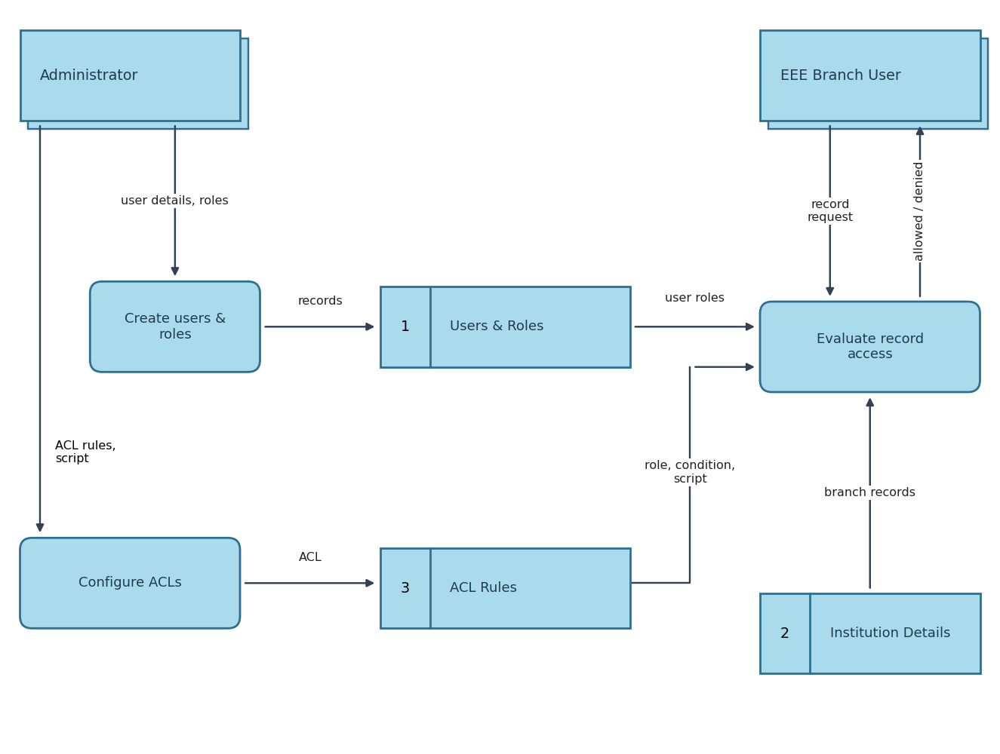 Administrator
EEE Branch User
user details, roles
record
request
allowed / denied
Create users &
roles
records
1
Users & Roles
user roles
Evaluate record
access
ACL rules,
script
role, condition,
script
branch records
Configure ACLs
ACL
3
ACL Rules
2
Institution Details